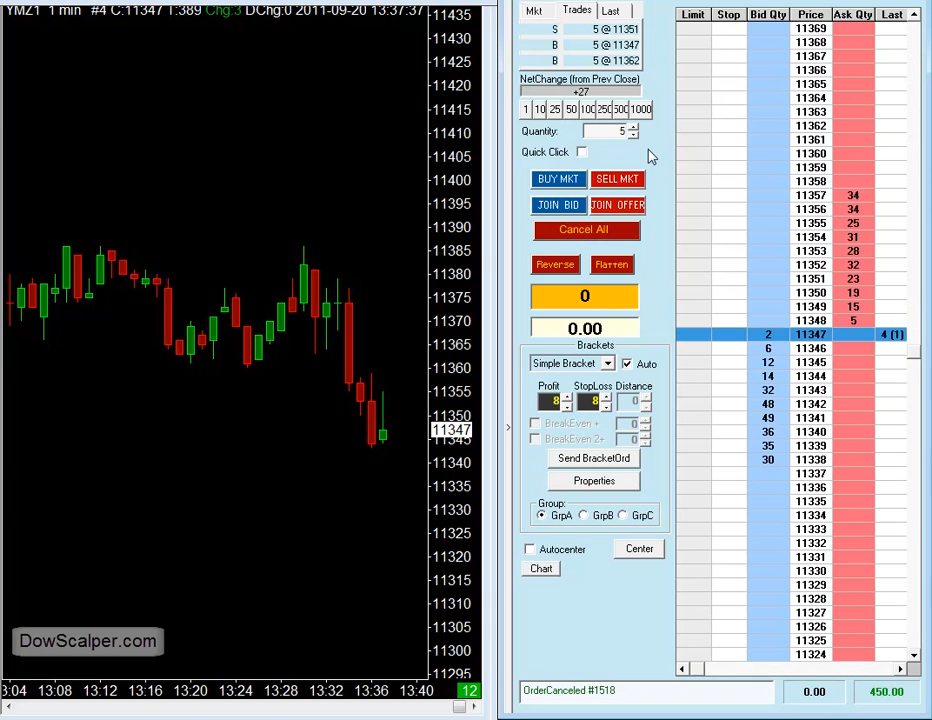 YMZ1 1 min #4 C:11347 T:389 Chg:3 DChg:0 2011-09-20 13:37:37
11435
11430
11425
11420
11415
11410
11405
11400
11395
11390
11385
11380
11375
11370
11365
11360
11355
11350
11347
11345
11340
11335
11330
11325
11320
11315
11310
11305
11300
11295
DowScalper.com
3:04 13:08 13:12 13:16 13:20 13:24 13:28 13:32 13:36 13:40 12
Mkt Trades Last
S 5 @ 11351
B 5 @ 11347
B 5 @ 11362
NetChange (from Prev Close)
+27
1 10 25 50 100 250 500 1000
Quantity: 5
Quick Click
BUY MKT SELL MKT
JOIN BID JOIN OFFER
Cancel All
Reverse Flatten
0
0.00
Brackets
Simple Bracket Auto
Profit StopLoss Distance
8 8 0
BreakEven + 0
BreakEven 2+ 0
Send BracketOrd
Properties
Group:
GrpA GrpB GrpC
Autocenter Center
Chart
OrderCanceled #1518 0.00 450.00
Limit Stop Bid Qty Price Ask Qty Last
11369
11368
11367
11366
11365
11364
11363
11362
11361
11360
11359
11358
11357 34
11356 34
11355 25
11354 31
11353 28
11352 32
11351 23
11350 19
11349 15
11348 5
2 11347 4 (1)
6 11346
12 11345
14 11344
32 11343
48 11342
49 11341
36 11340
35 11339
30 11338
11337
11336
11335
11334
11333
11332
11331
11330
11329
11328
11327
11326
11325
11324